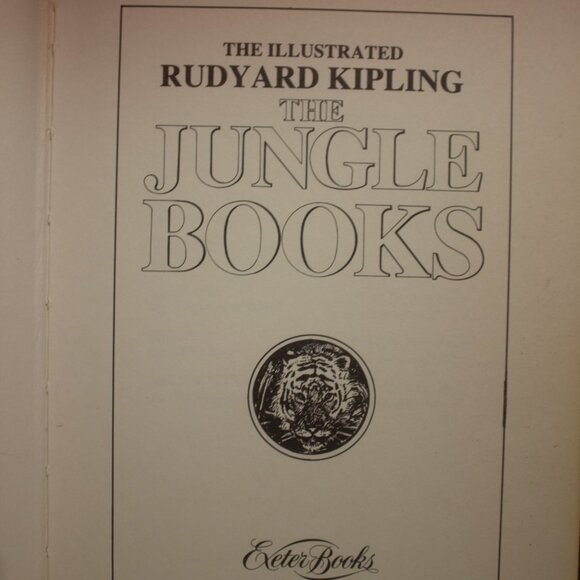 THE ILLUSTRATED
RUDYARD KIPLING
THE
JUNGLE
BOOKS
Exeter Books